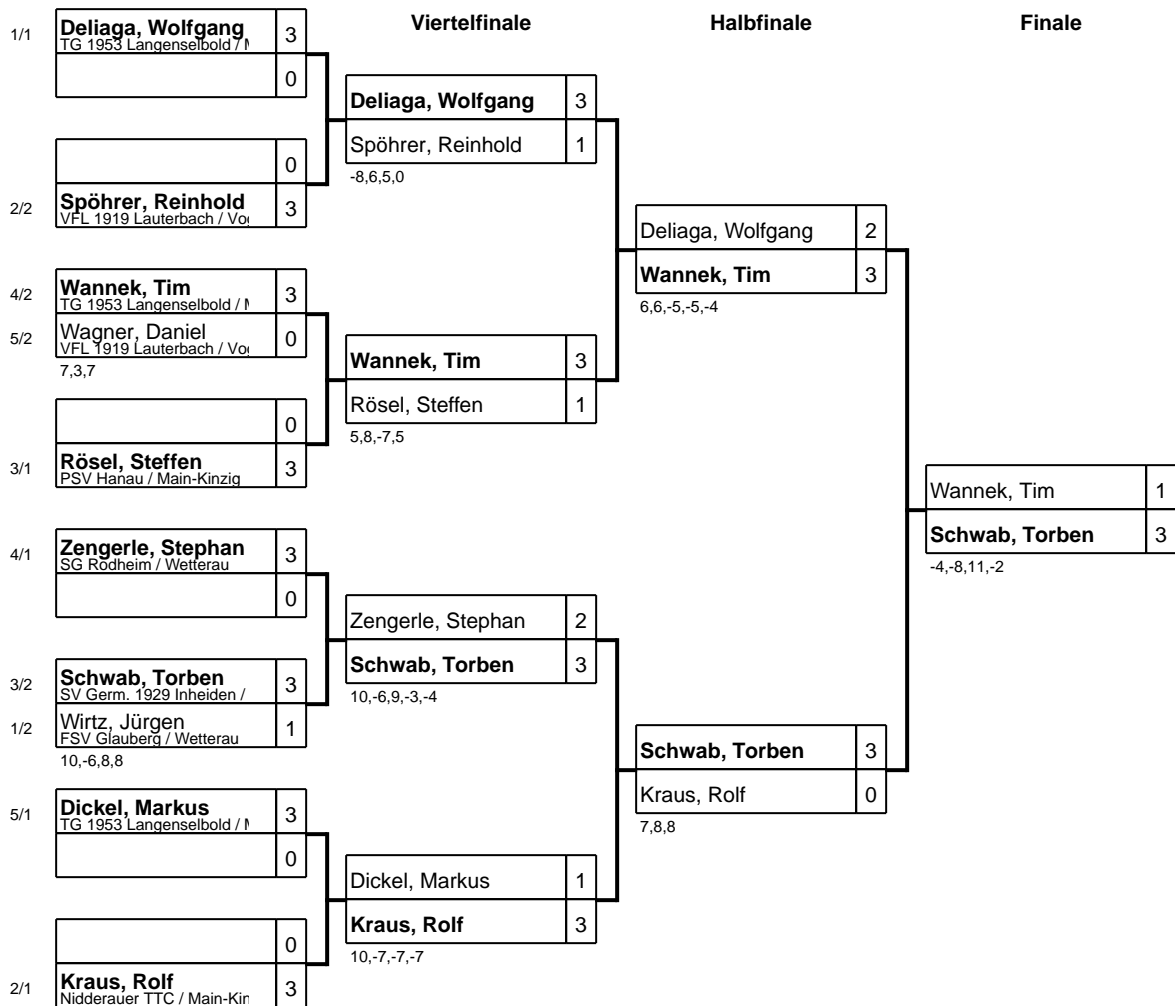 Viertelfinale
Halbfinale
Finale
1/1
Deliaga, Wolfgang 3
TG 1953 Langenselbold /
0
0
2/2
Spöhrer, Reinhold 3
VFL 1919 Lauterbach /
4/2
Wannek, Tim 3
TG 1953 Langenselbold /
5/2
Wagner, Daniel 0
VFL 1919 Lauterbach /
7,3,7
0
3/1
Rösel, Steffen 3
PSV Hanau / Main-Kinzig
4/1
Zengerle, Stephan 3
SG Rodheim / Wetterau
0
3/2
Schwab, Torben 3
SV Germ. 1929 Inheiden /
1/2
Wirtz, Jürgen 1
FSV Glauberg / Wetterau
10,-6,8,8
5/1
Dickel, Markus 3
TG 1953 Langenselbold /
0
0
2/1
Kraus, Rolf 3
Nidderauer TTC / Main-Kin
Deliaga, Wolfgang 3
Spöhrer, Reinhold 1
-8,6,5,0
Wannek, Tim 3
Rösel, Steffen 1
5,8,-7,5
Zengerle, Stephan 2
Schwab, Torben 3
10,-6,9,-3,-4
Dickel, Markus 1
Kraus, Rolf 3
10,-7,-7,-7
Deliaga, Wolfgang 2
Wannek, Tim 3
6,6,-5,-5,-4
Schwab, Torben 3
Kraus, Rolf 0
7,8,8
Wannek, Tim 1
Schwab, Torben 3
-4,-8,11,-2